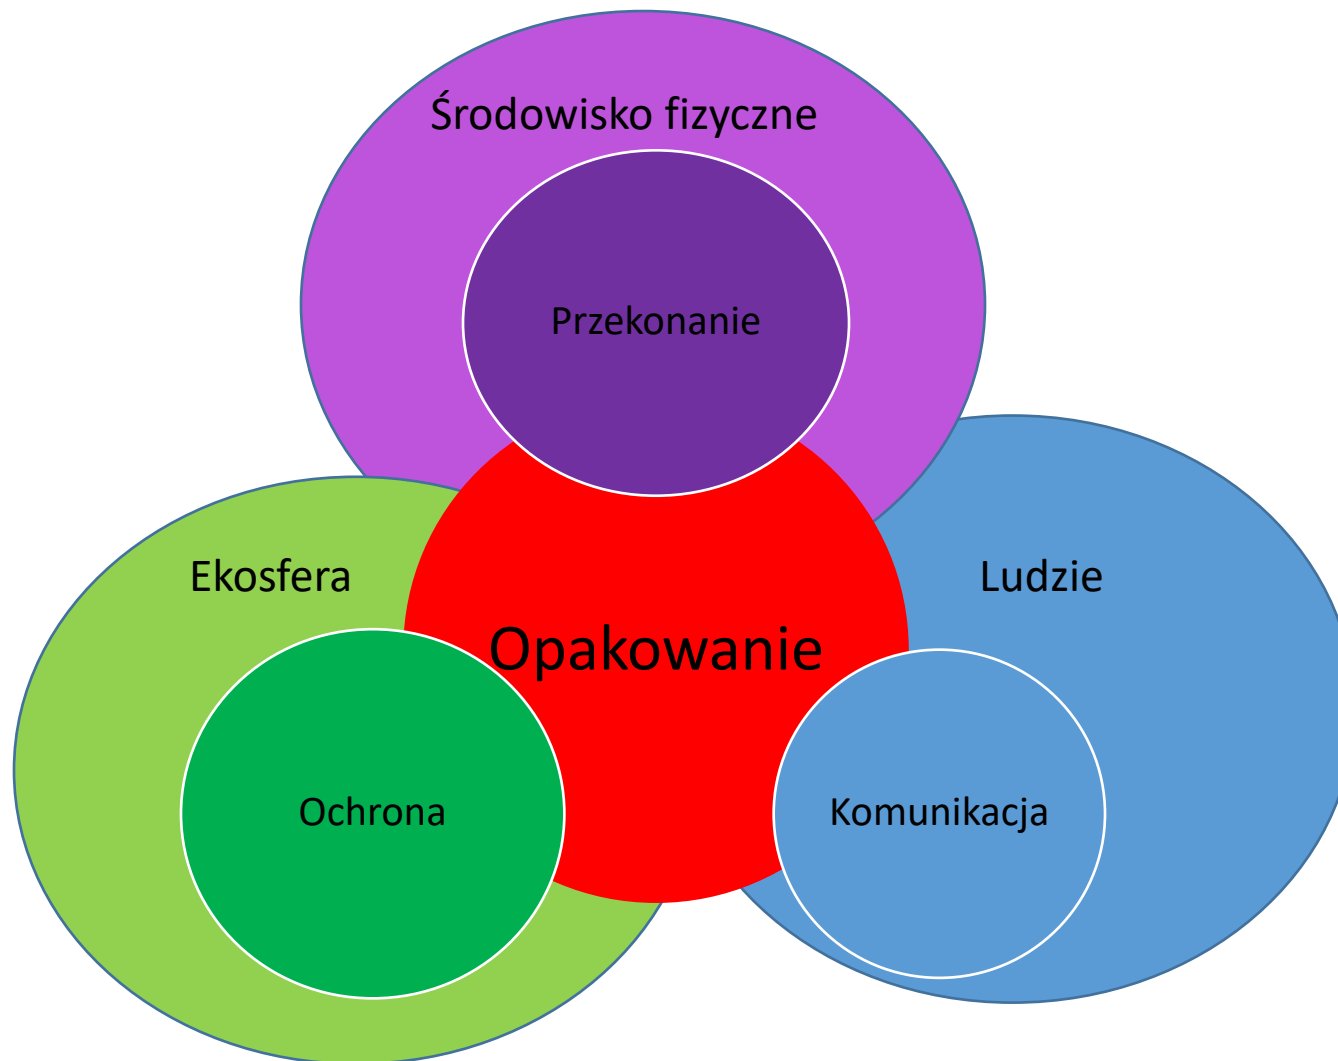 Środowisko fizyczne
Przekonanie
Ekosfera
Ludzie
Opakowanie
Ochrona
Komunikacja